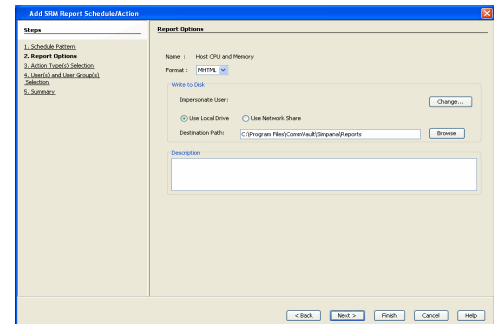 Add SRM Report Schedule/Action
Steps
1. Schedule Pattern
2. Report Options
3. Action Type(s) Selection
4. User(s) and User Group(s)
Selection
5. Summary
Report Options
Name : Host CPU and Memory
Format : MHTML
Write to Disk
Impersonate User: Change...
Use Local Drive Use Network Share
Destination Path: C:\Program Files\CommVault\Simpana\Reports Browse
Description
< Back Next > Finish Cancel Help